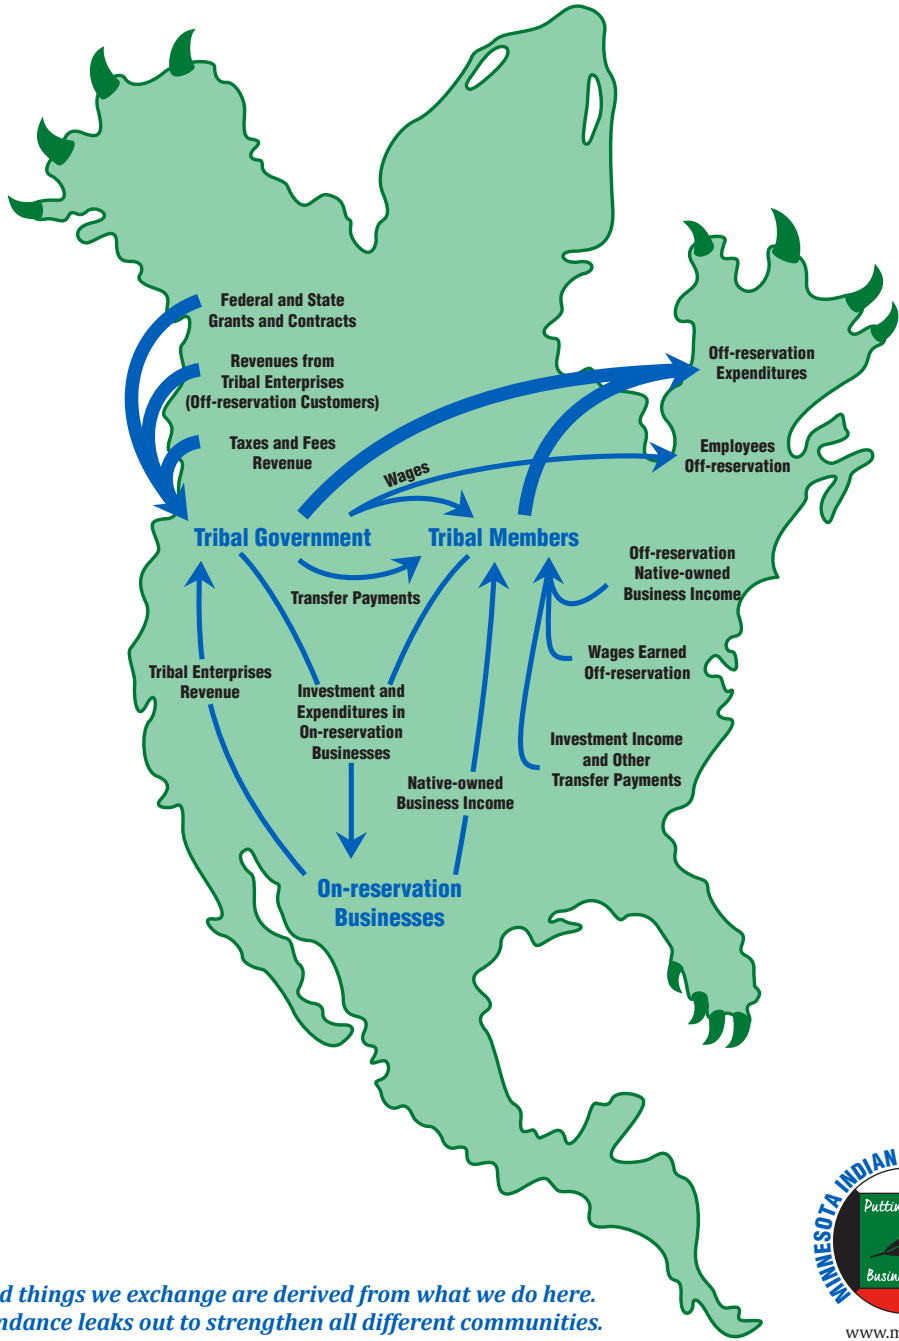 Federal and State
Grants and Contracts
Revenues from
Tribal Enterprises
(Off-reservation Customers)
Taxes and Fees
Revenue
Off-reservation
Expenditures
Employees
Off-reservation
Wages
Tribal Government
Tribal Members
Transfer Payments
Off-reservation
Native-owned
Business Income
Wages Earned
Off-reservation
Tribal Enterprises
Revenue
Investment and
Expenditures in
On-reservation
Businesses
Investment Income
and Other
Transfer Payments
Native-owned
Business Income
On-reservation
Businesses
MINNESOTA INDIAN
things we exchange are derived from what we do here.
leaks out to strengthen all different communities.